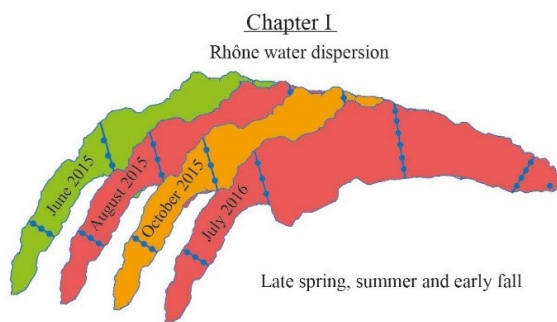 Chapter I
Rhône water dispersion
June 2015
August 2015
October 2015
July 2016
Late spring, summer and early fall